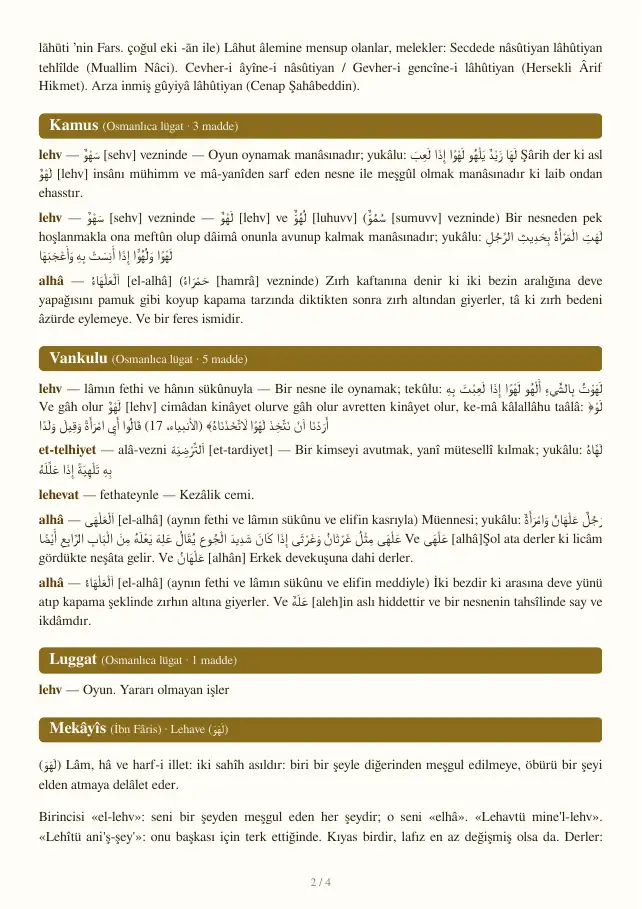 lāhūti 'nin Fars. çoğul eki -ān ile) Lâhut âlemine mensup olanlar, melekler: Secdede nâsûtiyan lâhûtiyan
tehlîlde (Muallim Nâci). Cevher-i âyîne-i nâsûtiyan / Gevher-i gencîne-i lâhûtiyan (Hersekli Ârif
Hikmet). Arza inmiş gûyiyâ lâhûtiyan (Cenap Şahâbeddin).
Kamus (Osmanlıca lügat · 3 madde)
lehv — سَهْوٌ [sehv] vezninde — Oyun oynamak manâsınadır; yukâlu: لَهَا زَيْدٌ يَلْهُو لَهْوًا إِذَا لَعِبَ Şârih der ki asl
لَهْوٌ [lehv] insânı mühimm ve mâ-yanîden sarf eden nesne ile meşgûl olmak manâsınadır ki laib ondan
ehasstır.
lehv — سَهْوٌ [sehv] vezninde — لَهْوٌ [lehv] ve لُهُوٌّ [luhuvv] (سُمُوٌّ [sumuvv] vezninde) Bir nesneden pek
hoşlanmakla ona meftûn olup dâimâ onunla avunup kalmak manâsınadır; yukâlu: لَهَتِ الْمَرْأَةُ بِحَدِيثِ الرَّجُلِ
لَهْوًا وَلُهُوًّا إِذَا أَنِسَتْ بِهِ وَأَعْجَبَهَا
alhâ — اَلْعَلْهَاءُ [el-alhâ] (حَمْرَاءُ [hamrâ] vezninde) Zırh kaftanına denir ki iki bezin aralığına deve
yapağısını pamuk gibi koyup kapama tarzında diktikten sonra zırh altından giyerler, tâ ki zırh bedeni
âzürde eylemeye. Ve bir feres ismidir.
Vankulu (Osmanlıca lügat · 5 madde)
lehv — lâmın fethi ve hânın sükûnuyla — Bir nesne ile oynamak; tekûlu: لَهَوْتُ بِالشَّيْءِ أَلْهُو لَهْوًا إِذَا لَعِبْتَ بِهِ
Ve gâh olur لَهْوٌ [lehv] cimâdan kinâyet olurve gâh olur avretten kinâyet olur, ke-mâ kâlallâhu taâlâ: ﴿لَوْ
أَرَدْنَا أَنْ نَتَّخِذَ لَهْوًا لَاتَّخَذْنَاهُ﴾ (الأنبياء، 17) قَالُوا أَيِ امْرَأَةً وَقِيلَ وَلَدًا
et-telhiyet — alâ-vezni اَلتَّرْضِيَة [et-tardiyet] — Bir kimseyi avutmak, yanî mütesellî kılmak; yukâlu: لَهَّاهُ
بِهِ تَلْهِيَةً إِذَا عَلَّلَهُ
lehevat — fethateynle — Kezâlik cemi.
alhâ — اَلْعَلْهَى [el-alhâ] (aynın fethi ve lâmın sükûnu ve elifin kasrıyla) Müennesi; yukâlu: رَجُلٌ عَلْهَانُ وَامْرَأَةٌ
عَلْهَى مِثْلُ غَرْثَانُ وَغَرْثَى إِذَا كَانَ شَدِيدَ الْجُوعِ يُقَالُ عَلِهَ يَعْلَهُ مِنَ الْبَابِ الرَّابِعِ أَيْضًا Ve عَلْهَى [alhâ]Şol ata derler ki licâm
gördükte neşâta gelir. Ve عَلْهَانُ [alhân] Erkek devekuşuna dahi derler.
alhâ — اَلْعَلْهَاءُ [el-alhâ] (aynın fethi ve lâmın sükûnu ve elifin meddiyle) İki bezdir ki arasına deve yünü
atıp kapama şeklinde zırhın altına giyerler. Ve عَلَهٌ [aleh]in aslı hiddettir ve bir nesnenin tahsîlinde say ve
ikdâmdır.
Luggat (Osmanlıca lügat · 1 madde)
lehv — Oyun. Yararı olmayan işler
Mekâyîs (İbn Fâris) · Lehave (لَهَوَ)
(لَهَوَ) Lâm, hâ ve harf-i illet: iki sahîh asıldır: biri bir şeyle diğerinden meşgul edilmeye, öbürü bir şeyi
elden atmaya delâlet eder.
Birincisi «el-lehv»: seni bir şeyden meşgul eden her şeydir; o seni «elhâ». «Lehavtü mine'l-lehv».
«Lehîtü ani'ş-şey'»: onu başkası için terk ettiğinde. Kıyas birdir, lafız en az değişmiş olsa da. Derler:
2 / 4